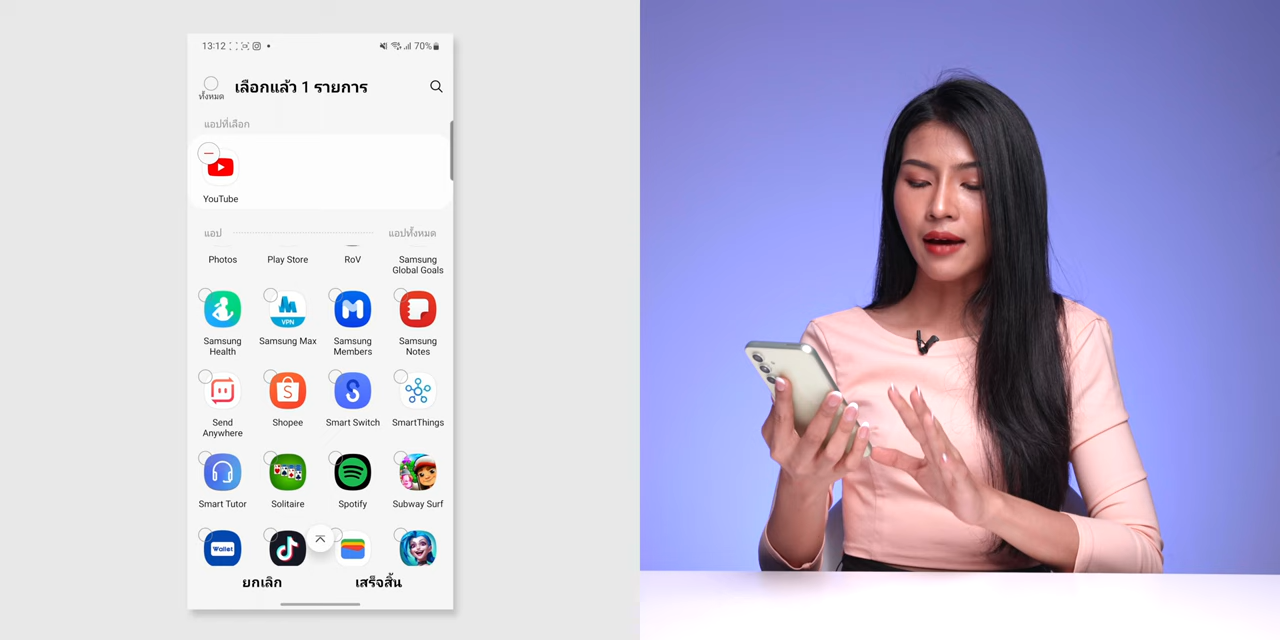 13:12
70%
เลือกแล้ว 1 รายการ
ทั้งหมด
แอปที่เลือก
YouTube
แอป
แอปทั้งหมด
Photos
Play Store
RoV
Samsung
Global Goals
VPN
Samsung
Health
Samsung Max
Samsung
Members
Samsung
Notes
S
Send
Anywhere
Shopee
Smart Switch
SmartThings
Smart Tutor
Solitaire
Spotify
Subway Surf
Wallet
ยกเลิก
เสร็จสิ้น